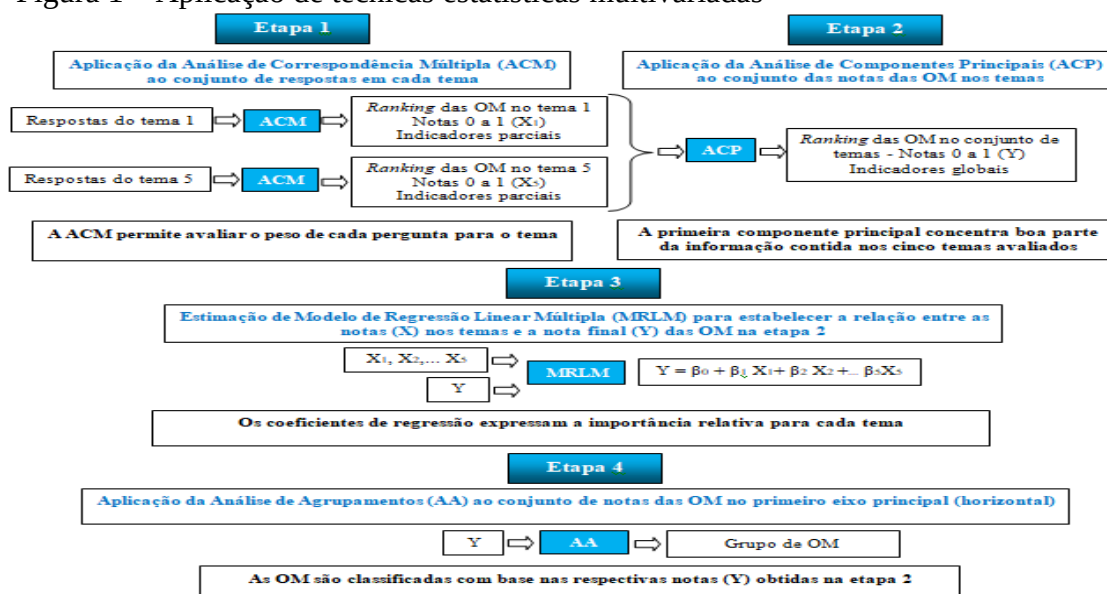 Figura 1 – Aplicação de técnicas estatísticas multivariadas
Etapa 1
Aplicação da Análise de Correspondência Múltipla (ACM)
ao conjunto de respostas em cada tema
Respostas do tema 1
ACM
Ranking das OM no tema 1
Notas 0 a 1 (X₁)
Indicadores parciais
Respostas do tema 5
ACM
Ranking das OM no tema 5
Notas 0 a 1 (X₅)
Indicadores parciais
A ACM permite avaliar o peso de cada pergunta para o tema
Etapa 2
Aplicação da Análise de Componentes Principais (ACP)
ao conjunto das notas das OM nos temas
ACP
Ranking das OM no conjunto de
temas - Notas 0 a 1 (Y)
Indicadores globais
A primeira componente principal concentra boa parte
da informação contida nos cinco temas avaliados
Etapa 3
Estimação de Modelo de Regressão Linear Múltipla (MRLM) para estabelecer a relação entre as
notas (X) nos temas e a nota final (Y) das OM na etapa 2
X₁, X₂,... X₅
Y
MRLM
Y = β₀ + β₁ X₁+ β₂ X₂ +... β₅X₅
Os coeficientes de regressão expressam a importância relativa para cada tema
Etapa 4
Aplicação da Análise de Agrupamentos (AA) ao conjunto de notas das OM no primeiro eixo principal (horizontal)
Y
AA
Grupo de OM
As OM são classificadas com base nas respectivas notas (Y) obtidas na etapa 2